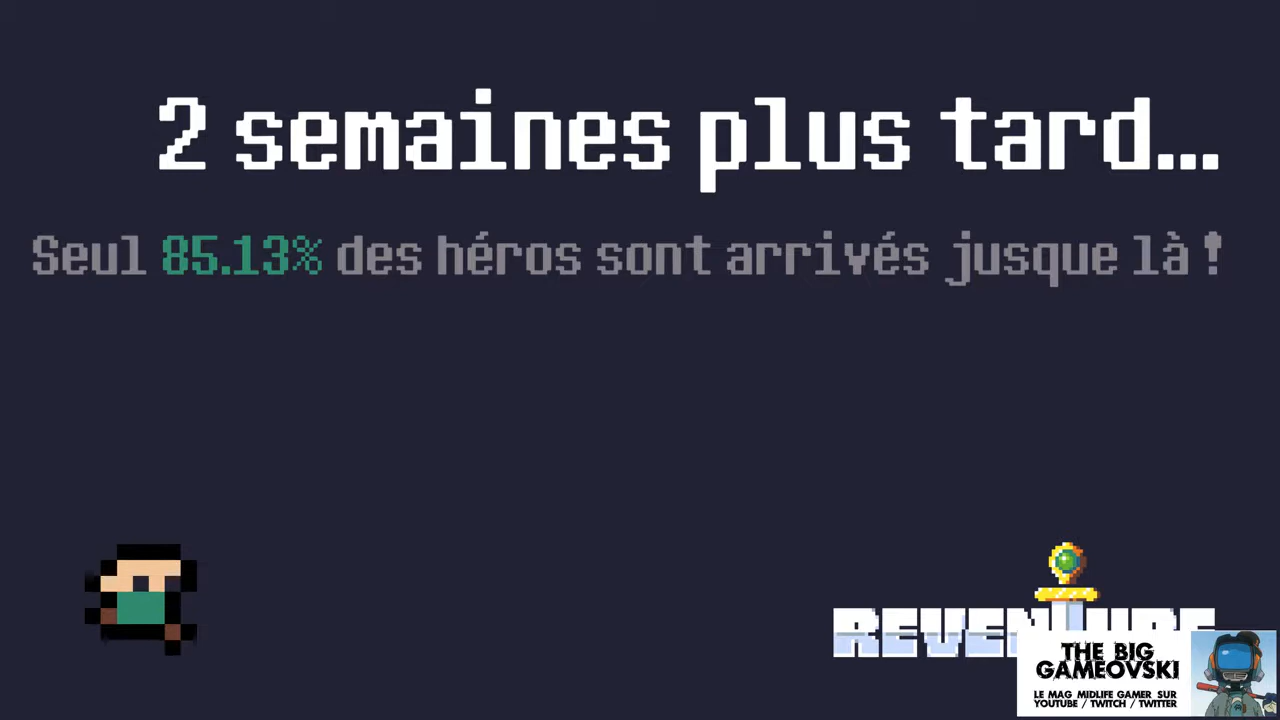 2 semaines plus tard...
Seul 85.13% des héros sont arrivés jusque là !
THE BIG
GAMEOVSKI
LE MAG MIDLIFE GAMER SUR
YOUTUBE / TWITCH / TWITTER